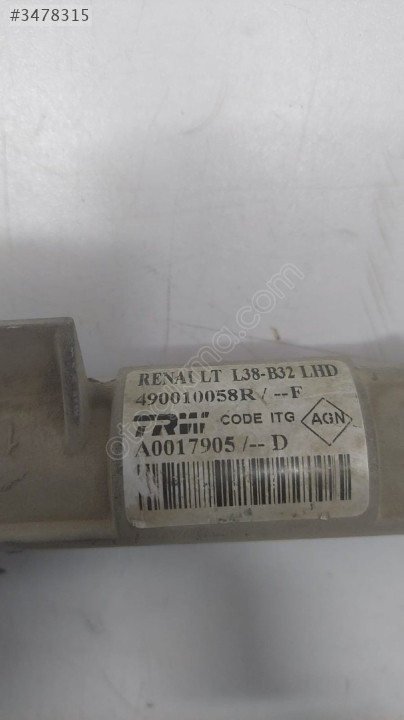 #3478315
RENAULT L38-B32 LHD
490010058R / --F
TRW CODE ITG AGN
A0017905 /-- D